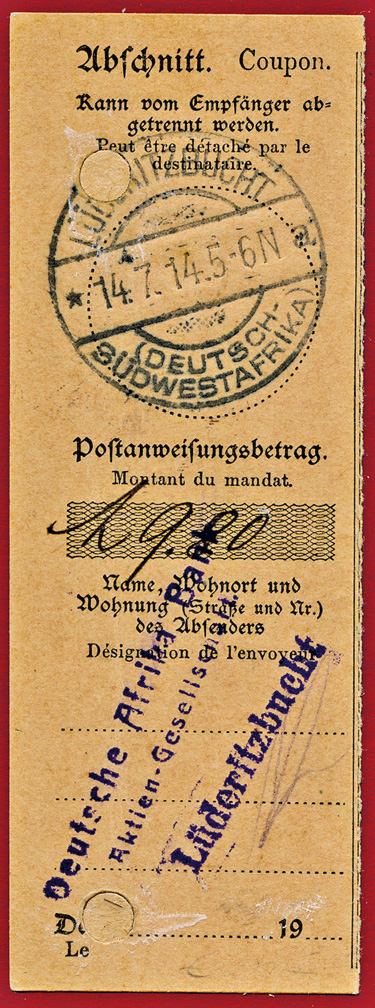 Abschnitt. Coupon.
Kann vom Empfänger ab=
getrennt werden.
Peut être détaché par le
destinataire.
LÜDERITZBUCHT
a
* 14.7.14.5-6N
(DEUTSCH-
SÜDWESTAFRIKA)
Postanweisungsbetrag.
Montant du mandat.
Name, Wohnort und
Wohnung (Straße und Nr.)
des Absenders
Désignation de l'envoyeur
Deutsche Afrika Bank
Aktien-Gesellschaft.
Lüderitzbucht
19
Le